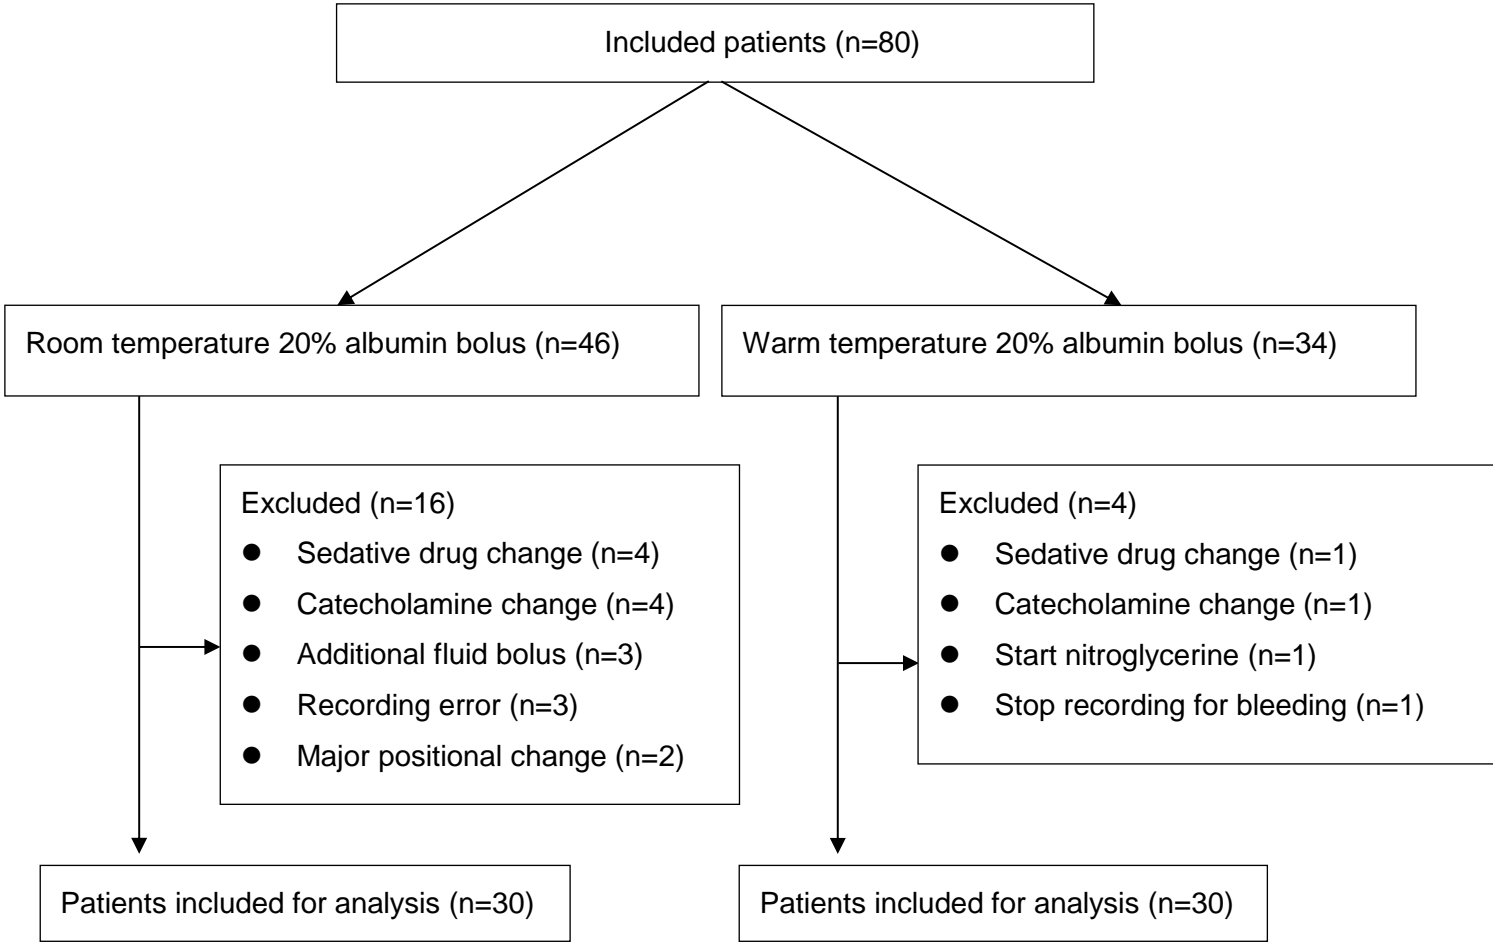 Included patients (n=80)
Room temperature 20% albumin bolus (n=46)
Warm temperature 20% albumin bolus (n=34)
Excluded (n=16)
● Sedative drug change (n=4)
● Catecholamine change (n=4)
● Additional fluid bolus (n=3)
● Recording error (n=3)
● Major positional change (n=2)
Excluded (n=4)
● Sedative drug change (n=1)
● Catecholamine change (n=1)
● Start nitroglycerine (n=1)
● Stop recording for bleeding (n=1)
Patients included for analysis (n=30)
Patients included for analysis (n=30)